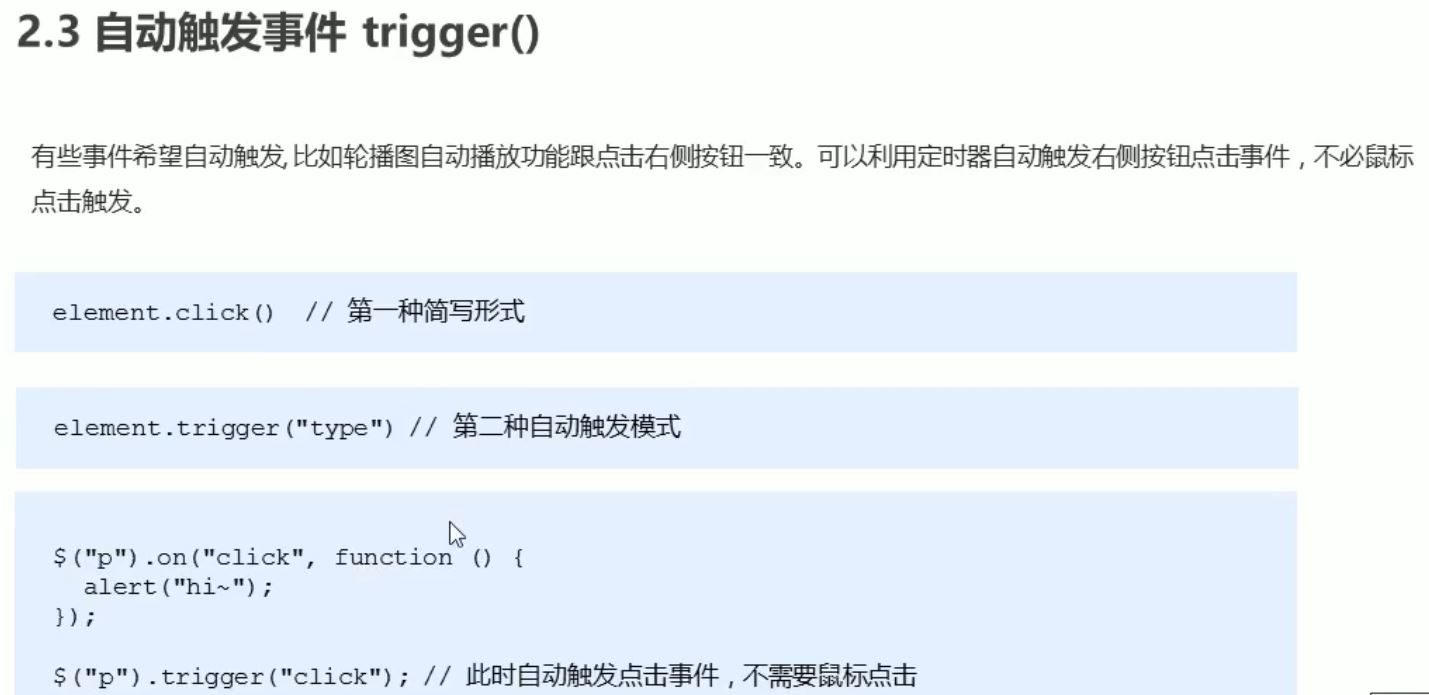 2.3 自动触发事件 trigger()
有些事件希望自动触发, 比如轮播图自动播放功能跟点击右侧按钮一致。可以利用定时器自动触发右侧按钮点击事件，不必鼠标
点击触发。
element.click()  // 第一种简写形式
element.trigger("type") // 第二种自动触发模式
$("p").on("click", function () {
  alert("hi~");
});
$("p").trigger("click"); // 此时自动触发点击事件，不需要鼠标点击